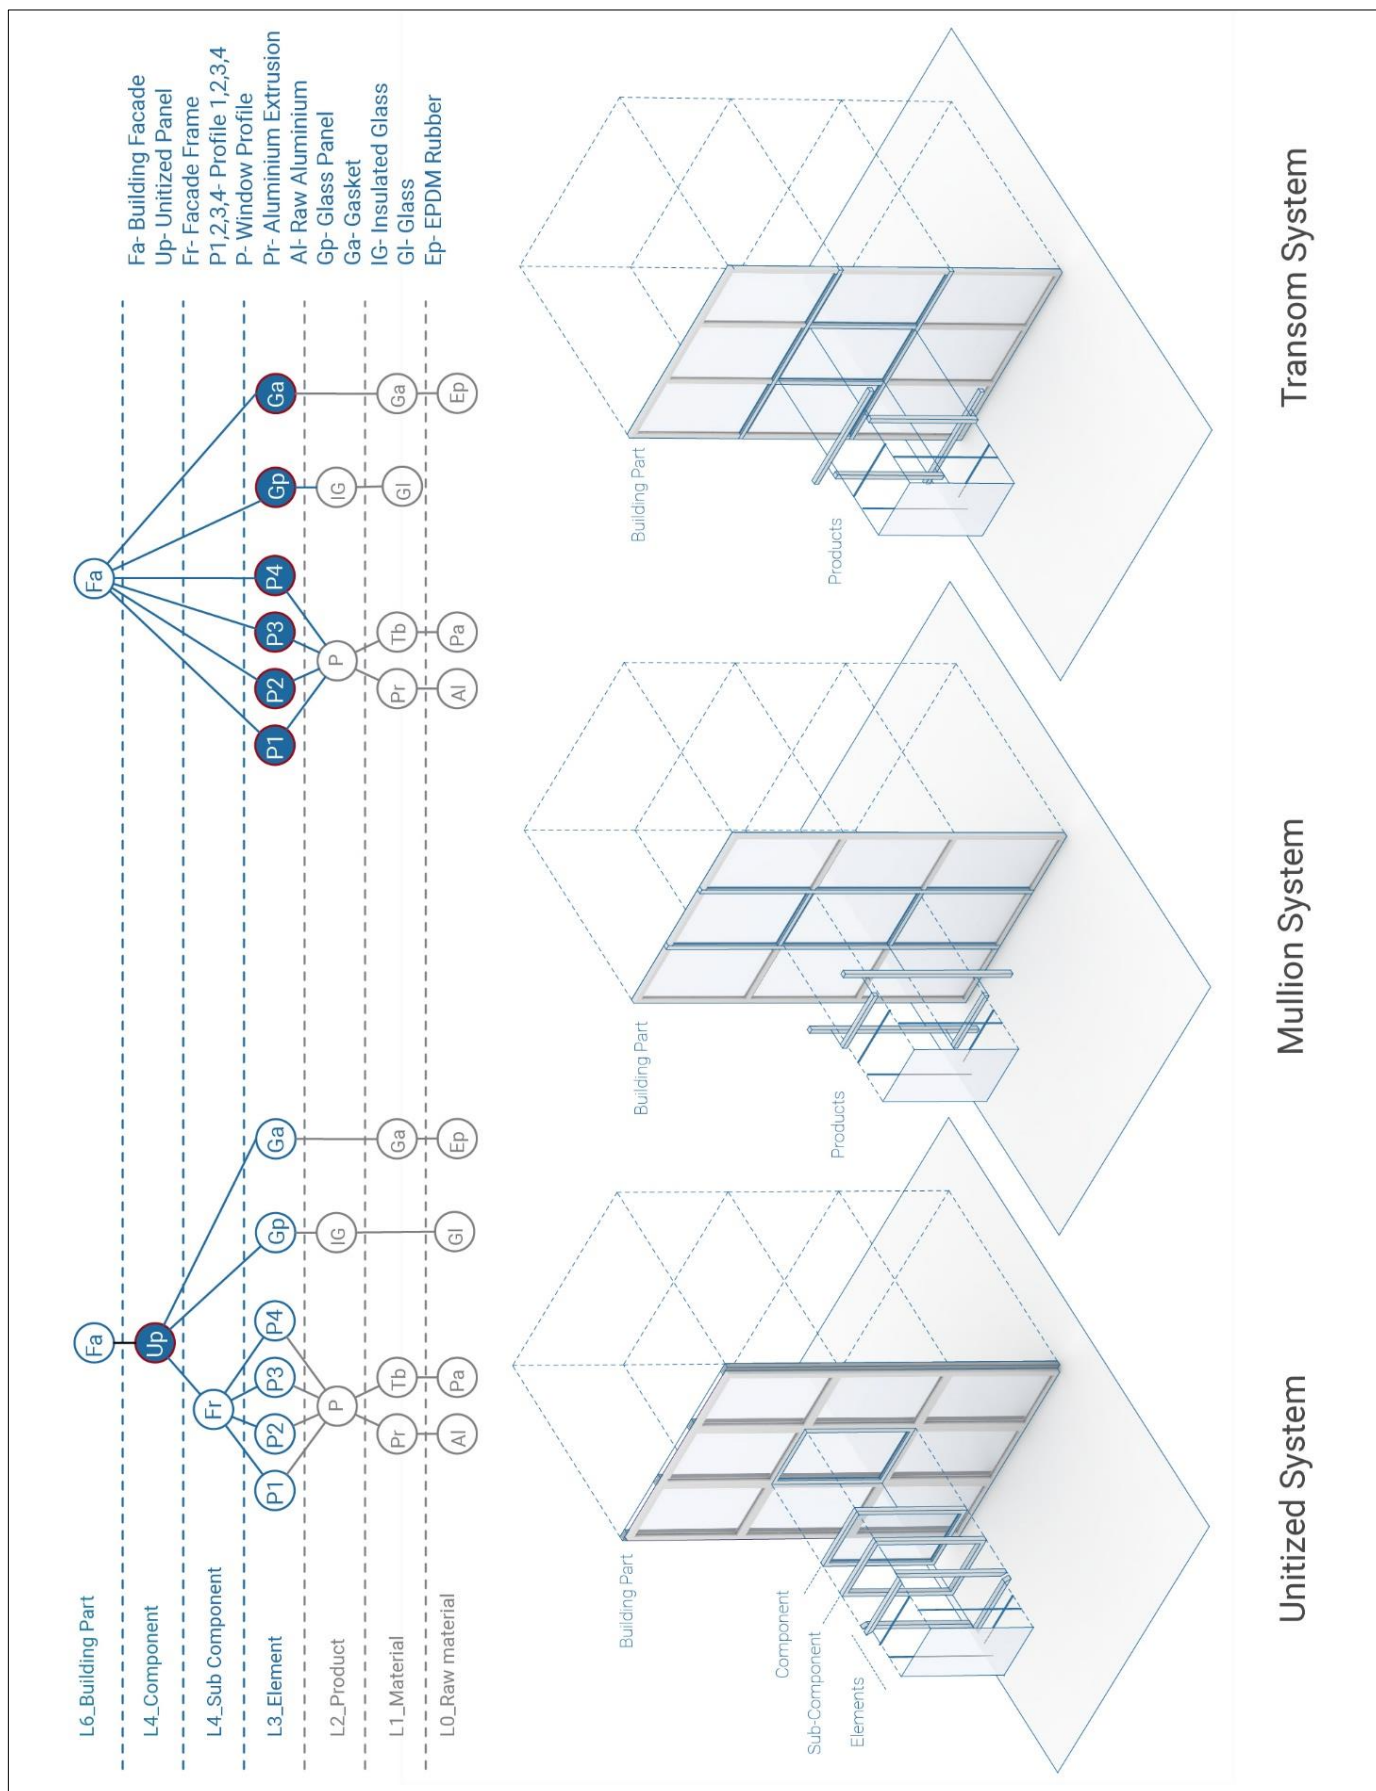 Fa- Building Facade
Up- Unitized Panel
Fr- Facade Frame
P1,2,3,4- Profile 1,2,3,4
P- Window Profile
Pr- Aluminium Extrusion
Al- Raw Aluminium
Gp- Glass Panel
Ga- Gasket
IG- Insulated Glass
Gl- Glass
Ep- EPDM Rubber
L6_Building Part
Fa
Fa
L4_Component
Up
L4_Sub Component
Fr
L3_Element
P1
P2
P3
P4
Gp
Ga
P1
P2
P3
P4
Gp
Ga
L2_Product
P
IG
P
IG
L1_Material
Pr
Tb
Ga
Pr
Tb
Gl
Ga
L0_Raw material
Al
Pa
Gl
Ep
Al
Pa
Ep
Building Part
Component
Sub-Component
Elements
Unitized System
Building Part
Products
Mullion System
Building Part
Products
Transom System